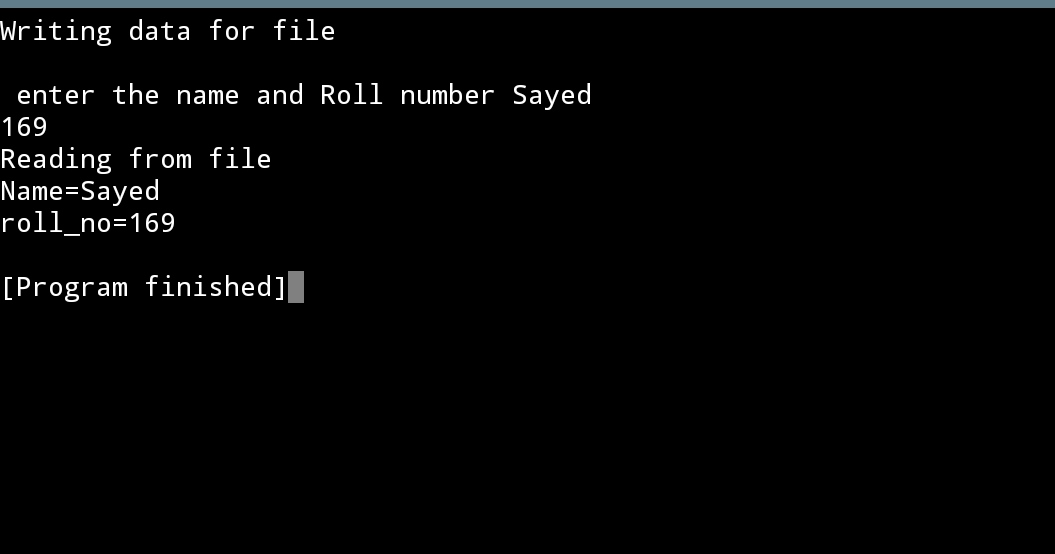 Writing data for file
enter the name and Roll number Sayed
169
Reading from file
Name=Sayed
roll_no=169
[Program finished]